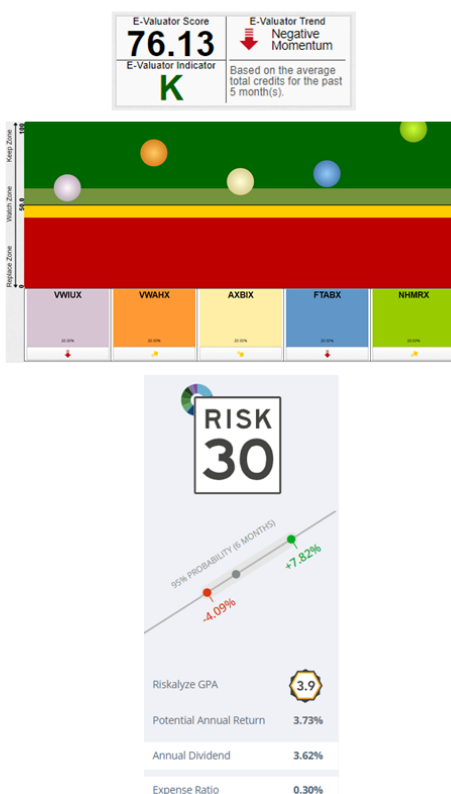 E-Valuator Score
76.13
E-Valuator Indicator
K
E-Valuator Trend
Negative
Momentum
Based on the average
total credits for the past
5 month(s).
Keep Zone
Watch Zone
Replace Zone
100
50.0
0
VWIUX
VWAHX
AXBIX
FTABX
NHMRX
20.00%
20.00%
20.00%
20.00%
20.00%
RISK
30
95% PROBABILITY (6 MONTHS)
+7.82%
-4.09%
Riskalyze GPA 3.9
Potential Annual Return 3.73%
Annual Dividend 3.62%
Expense Ratio 0.30%